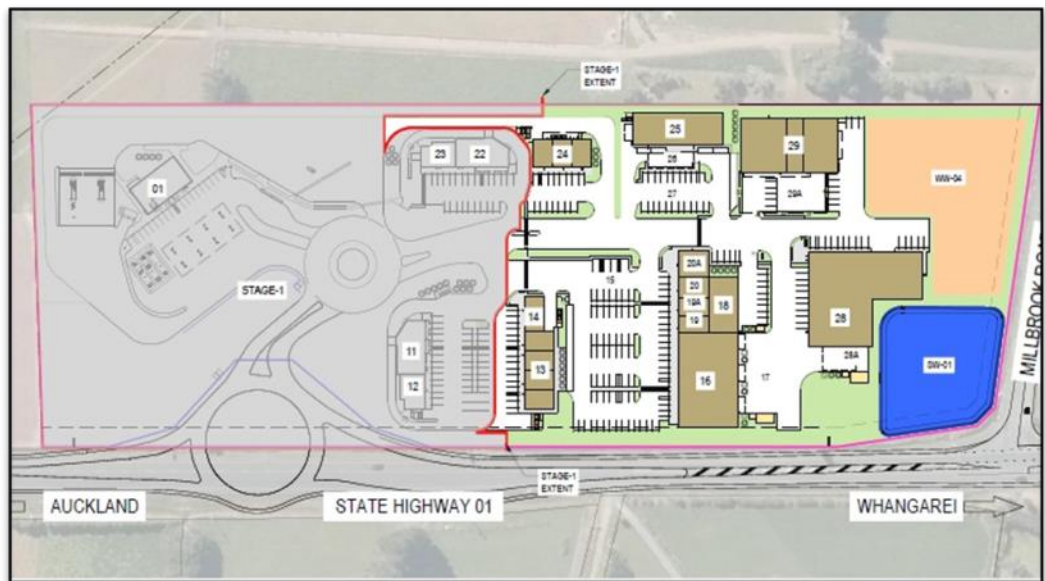 STAGE-1
EXTENT
25
29
23
22
24
26
WW-04
01
27
29A
STAGE-1
20A
15
20
18
19A
14
19
28
11
13
28A
SW-01
12
16
17
MILLBROOK ROAD
STAGE-1
EXTENT
AUCKLAND
STATE HIGHWAY 01
WHANGAREI